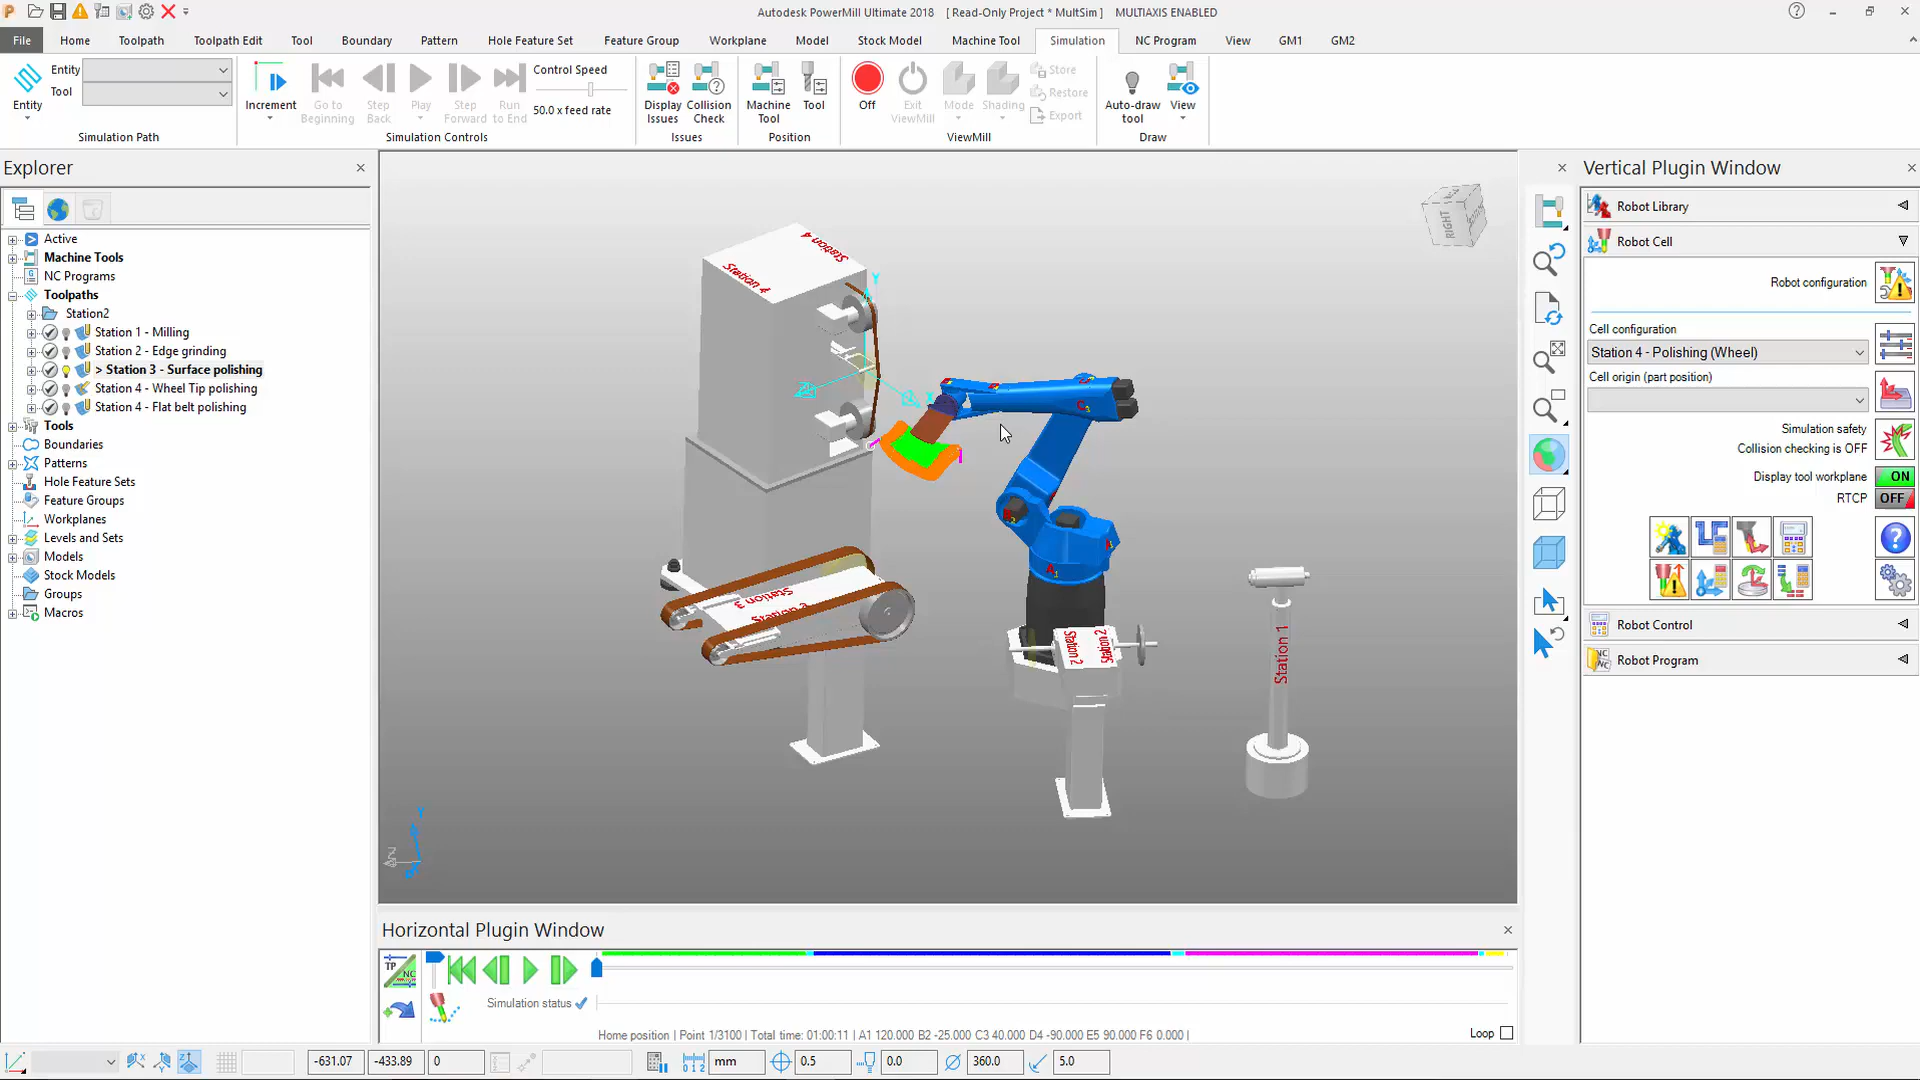 Autodesk PowerMill Ultimate 2018 [ Read-Only Project * MultSim ] MULTIAXIS ENABLED
File Home Toolpath Toolpath Edit Tool Boundary Pattern Hole Feature Set Feature Group Workplane Model Stock Model Machine Tool Simulation NC Program View GM1 GM2
Entity
Entity
Tool
Simulation Path
Increment
Go to Beginning
Step Back
Play
Step Forward
Run to End
Control Speed
50.0 x feed rate
Simulation Controls
Display Issues
Collision Check
Issues
Machine Tool
Tool
Position
Off
Exit ViewMill
Mode
Shading
Store
Restore
Export
ViewMill
Auto-draw tool
View
Draw
Explorer
Active
Machine Tools
NC Programs
Toolpaths
Station2
Station 1 - Milling
Station 2 - Edge grinding
> Station 3 - Surface polishing
Station 4 - Wheel Tip polishing
Station 4 - Flat belt polishing
Tools
Boundaries
Patterns
Hole Feature Sets
Feature Groups
Workplanes
Levels and Sets
Models
Stock Models
Groups
Macros
Station 4
Station 4
Y
X
Station 3
Station 2
Station 2
Station 1
RIGHT
Y
Z
Vertical Plugin Window
Robot Library
Robot Cell
Robot configuration
Cell configuration
Station 4 - Polishing (Wheel)
Cell origin (part position)
Simulation safety
Collision checking is OFF
Display tool workplane ON
RTCP OFF
Robot Control
Robot Program
Horizontal Plugin Window
TP
NC
Simulation status
Home position | Point 1/3100 | Total time: 01:00:11 | A1 120.000 B2 -25.000 C3 40.000 D4 -90.000 E5 90.000 F6 0.000 |
Loop
-631.07 -433.89 0 mm 0.5 0.0 360.0 5.0